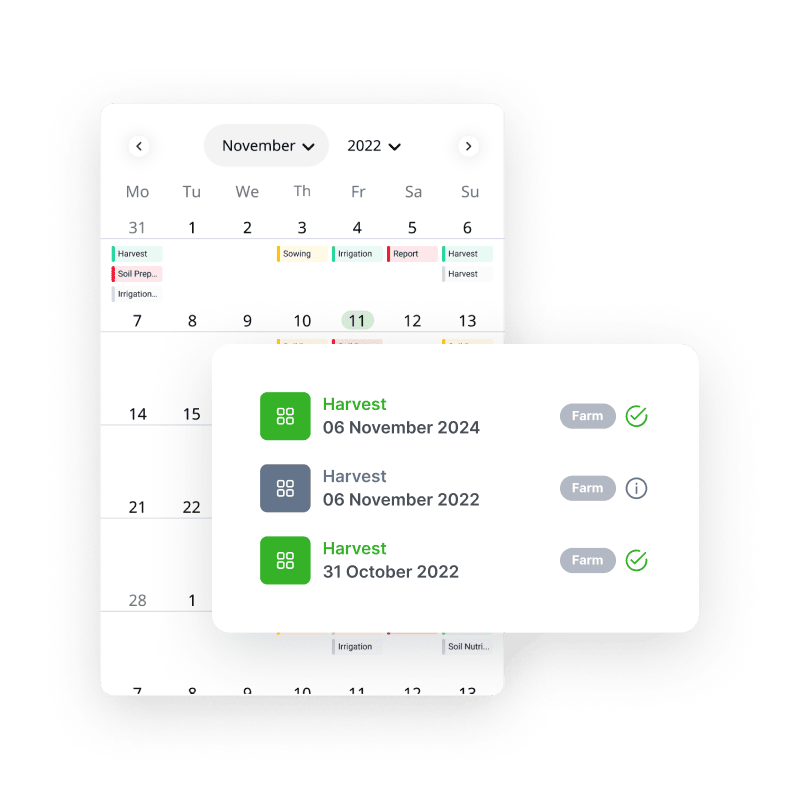 November 2022
Mo Tu We Th Fr Sa Su
31 1 2 3 4 5 6
Harvest Sowing Irrigation Report Harvest
Soil Prep... Harvest
Irrigation...
7 8 9 10 11 12 13
14 15
21 22
28 1
Harvest
06 November 2024
Farm
Harvest
06 November 2022
Farm
Harvest
31 October 2022
Farm
Irrigation Soil Nutri...
7 8 9 10 11 12 13